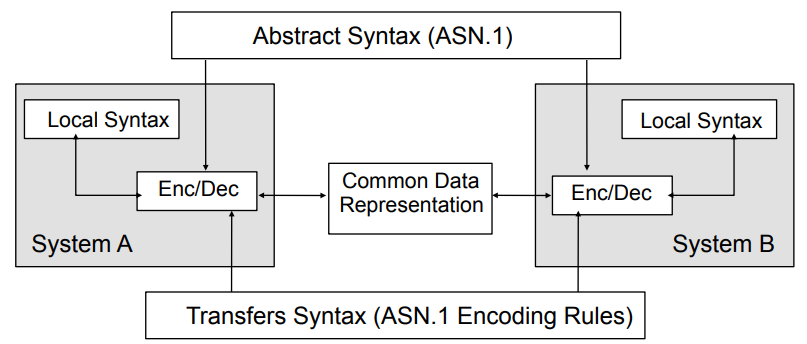 Abstract Syntax (ASN.1)
Local Syntax
Local Syntax
Enc/Dec
Common Data
Representation
Enc/Dec
System A
System B
Transfers Syntax (ASN.1 Encoding Rules)